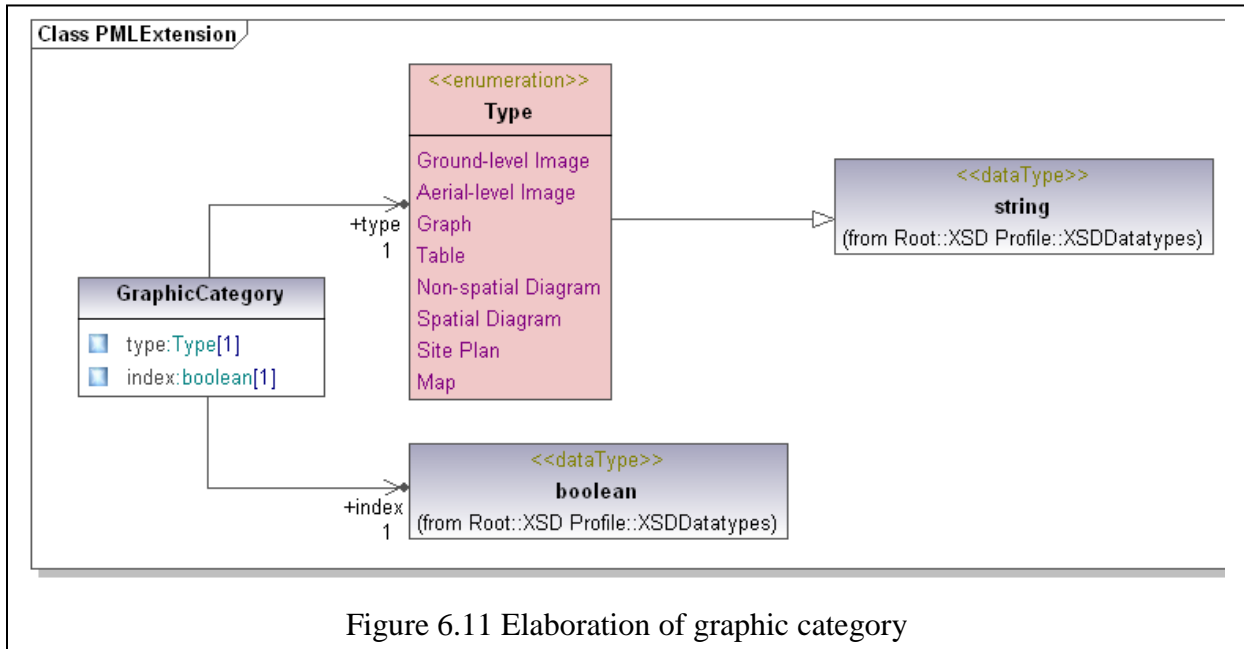 Class PMLExtension
<<enumeration>>
Type
Ground-level Image
Aerial-level Image
Graph
Table
Non-spatial Diagram
Spatial Diagram
Site Plan
Map
<<dataType>>
string
(from Root::XSD Profile::XSDDatatypes)
+type
1
GraphicCategory
type:Type[1]
index:boolean[1]
+index
1
<<dataType>>
boolean
(from Root::XSD Profile::XSDDatatypes)
Figure 6.11 Elaboration of graphic category